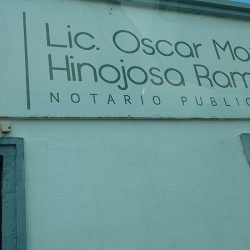 Lic. Oscar Mo
Hinojosa Ram
NOTARIO PUBLIC